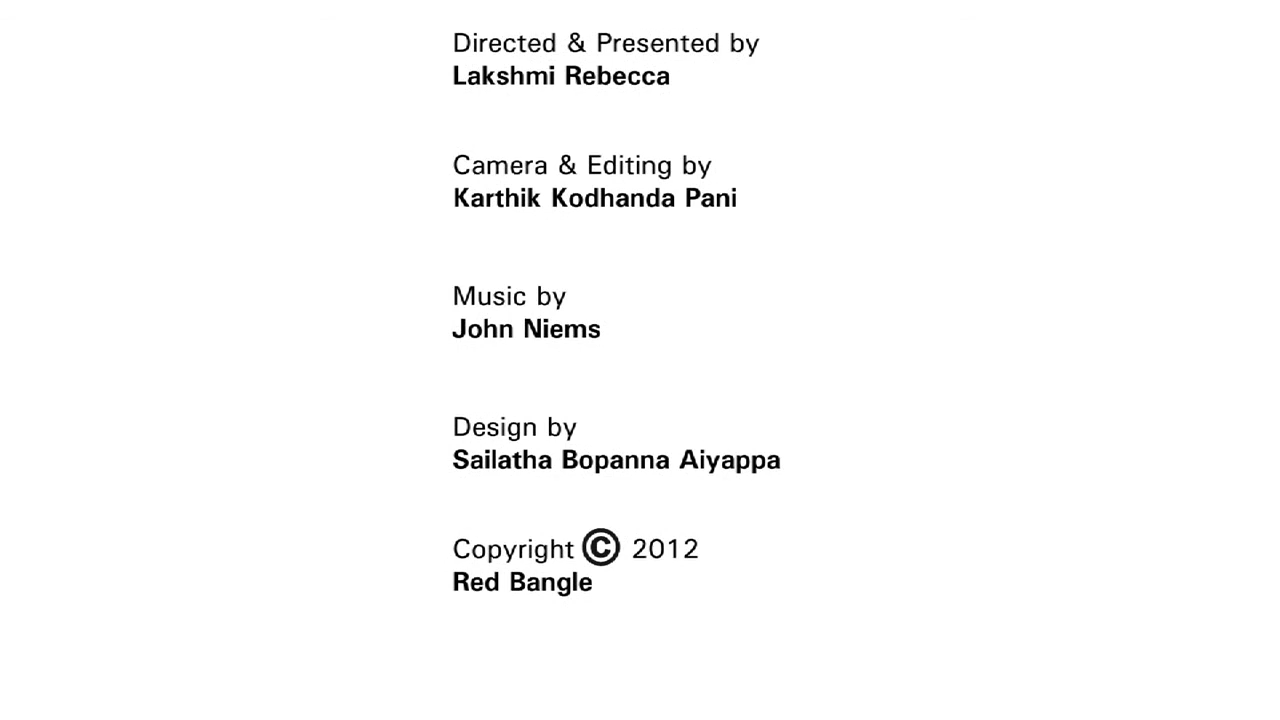 Directed & Presented by
Lakshmi Rebecca
Camera & Editing by
Karthik Kodhanda Pani
Music by
John Niems
Design by
Sailatha Bopanna Aiyappa
Copyright © 2012
Red Bangle